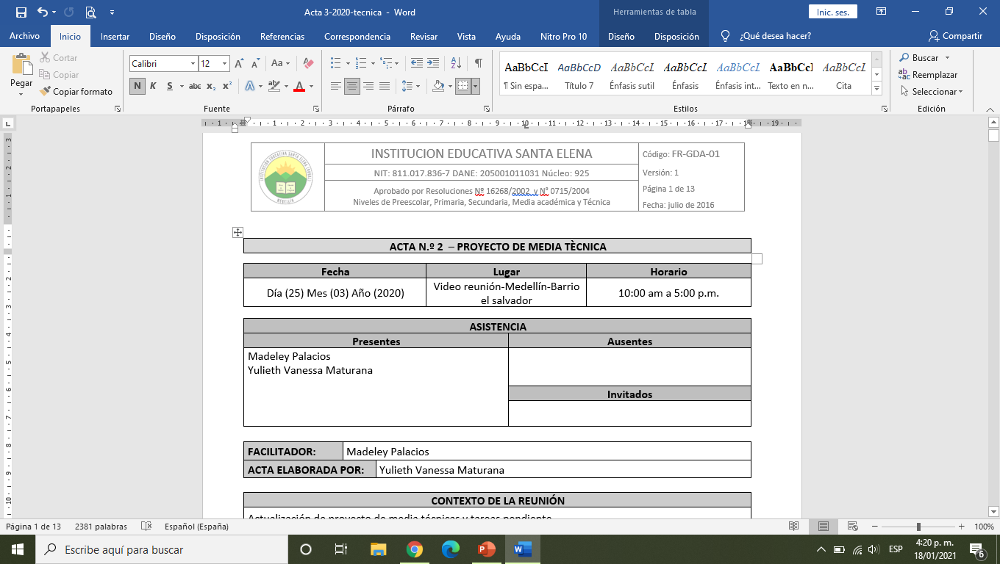 Acta 3-2020-tecnica - Word
Herramientas de tabla
Inic. ses.
Archivo Inicio Insertar Diseño Disposición Referencias Correspondencia Revisar Vista Ayuda Nitro Pro 10 Diseño Disposición ¿Qué desea hacer? Compartir
Pegar
Cortar
Copiar
Copiar formato
Portapapeles
Calibri 12
N K S abc x₂ x²
Fuente
Párrafo
AaBbCcI AaBbCcD AaBbCcL AaBbCcL AaBbCcL AaBbCcI AaBbCcL
¶ Sin espa... Título 7 Énfasis sutil Énfasis Énfasis int... Texto en n... Cita
Estilos
Buscar
Reemplazar
Seleccionar
Edición
INSTITUCION EDUCATIVA SANTA ELENA
NIT: 811.017.836-7 DANE: 205001011031 Núcleo: 925
Aprobado por Resoluciones Nº 16268/2002 y N° 0715/2004
Niveles de Preescolar, Primaria, Secundaria, Media académica y Técnica
Código: FR-GDA-01
Versión: 1
Página 1 de 13
Fecha: julio de 2016
ACTA N.º 2 – PROYECTO DE MEDIA TÈCNICA
Fecha Lugar Horario
Día (25) Mes (03) Año (2020)
Video reunión-Medellín-Barrio
el salvador
10:00 am a 5:00 p.m.
ASISTENCIA
Presentes Ausentes
Madeley Palacios
Yulieth Vanessa Maturana
Invitados
FACILITADOR: Madeley Palacios
ACTA ELABORADA POR: Yulieth Vanessa Maturana
CONTEXTO DE LA REUNIÓN
Actualización de proyecto de media técnicas y tareas pendiente
Página 1 de 13 2381 palabras Español (España) 100%
Escribe aquí para buscar
ESP
4:20 p. m.
18/01/2021
6